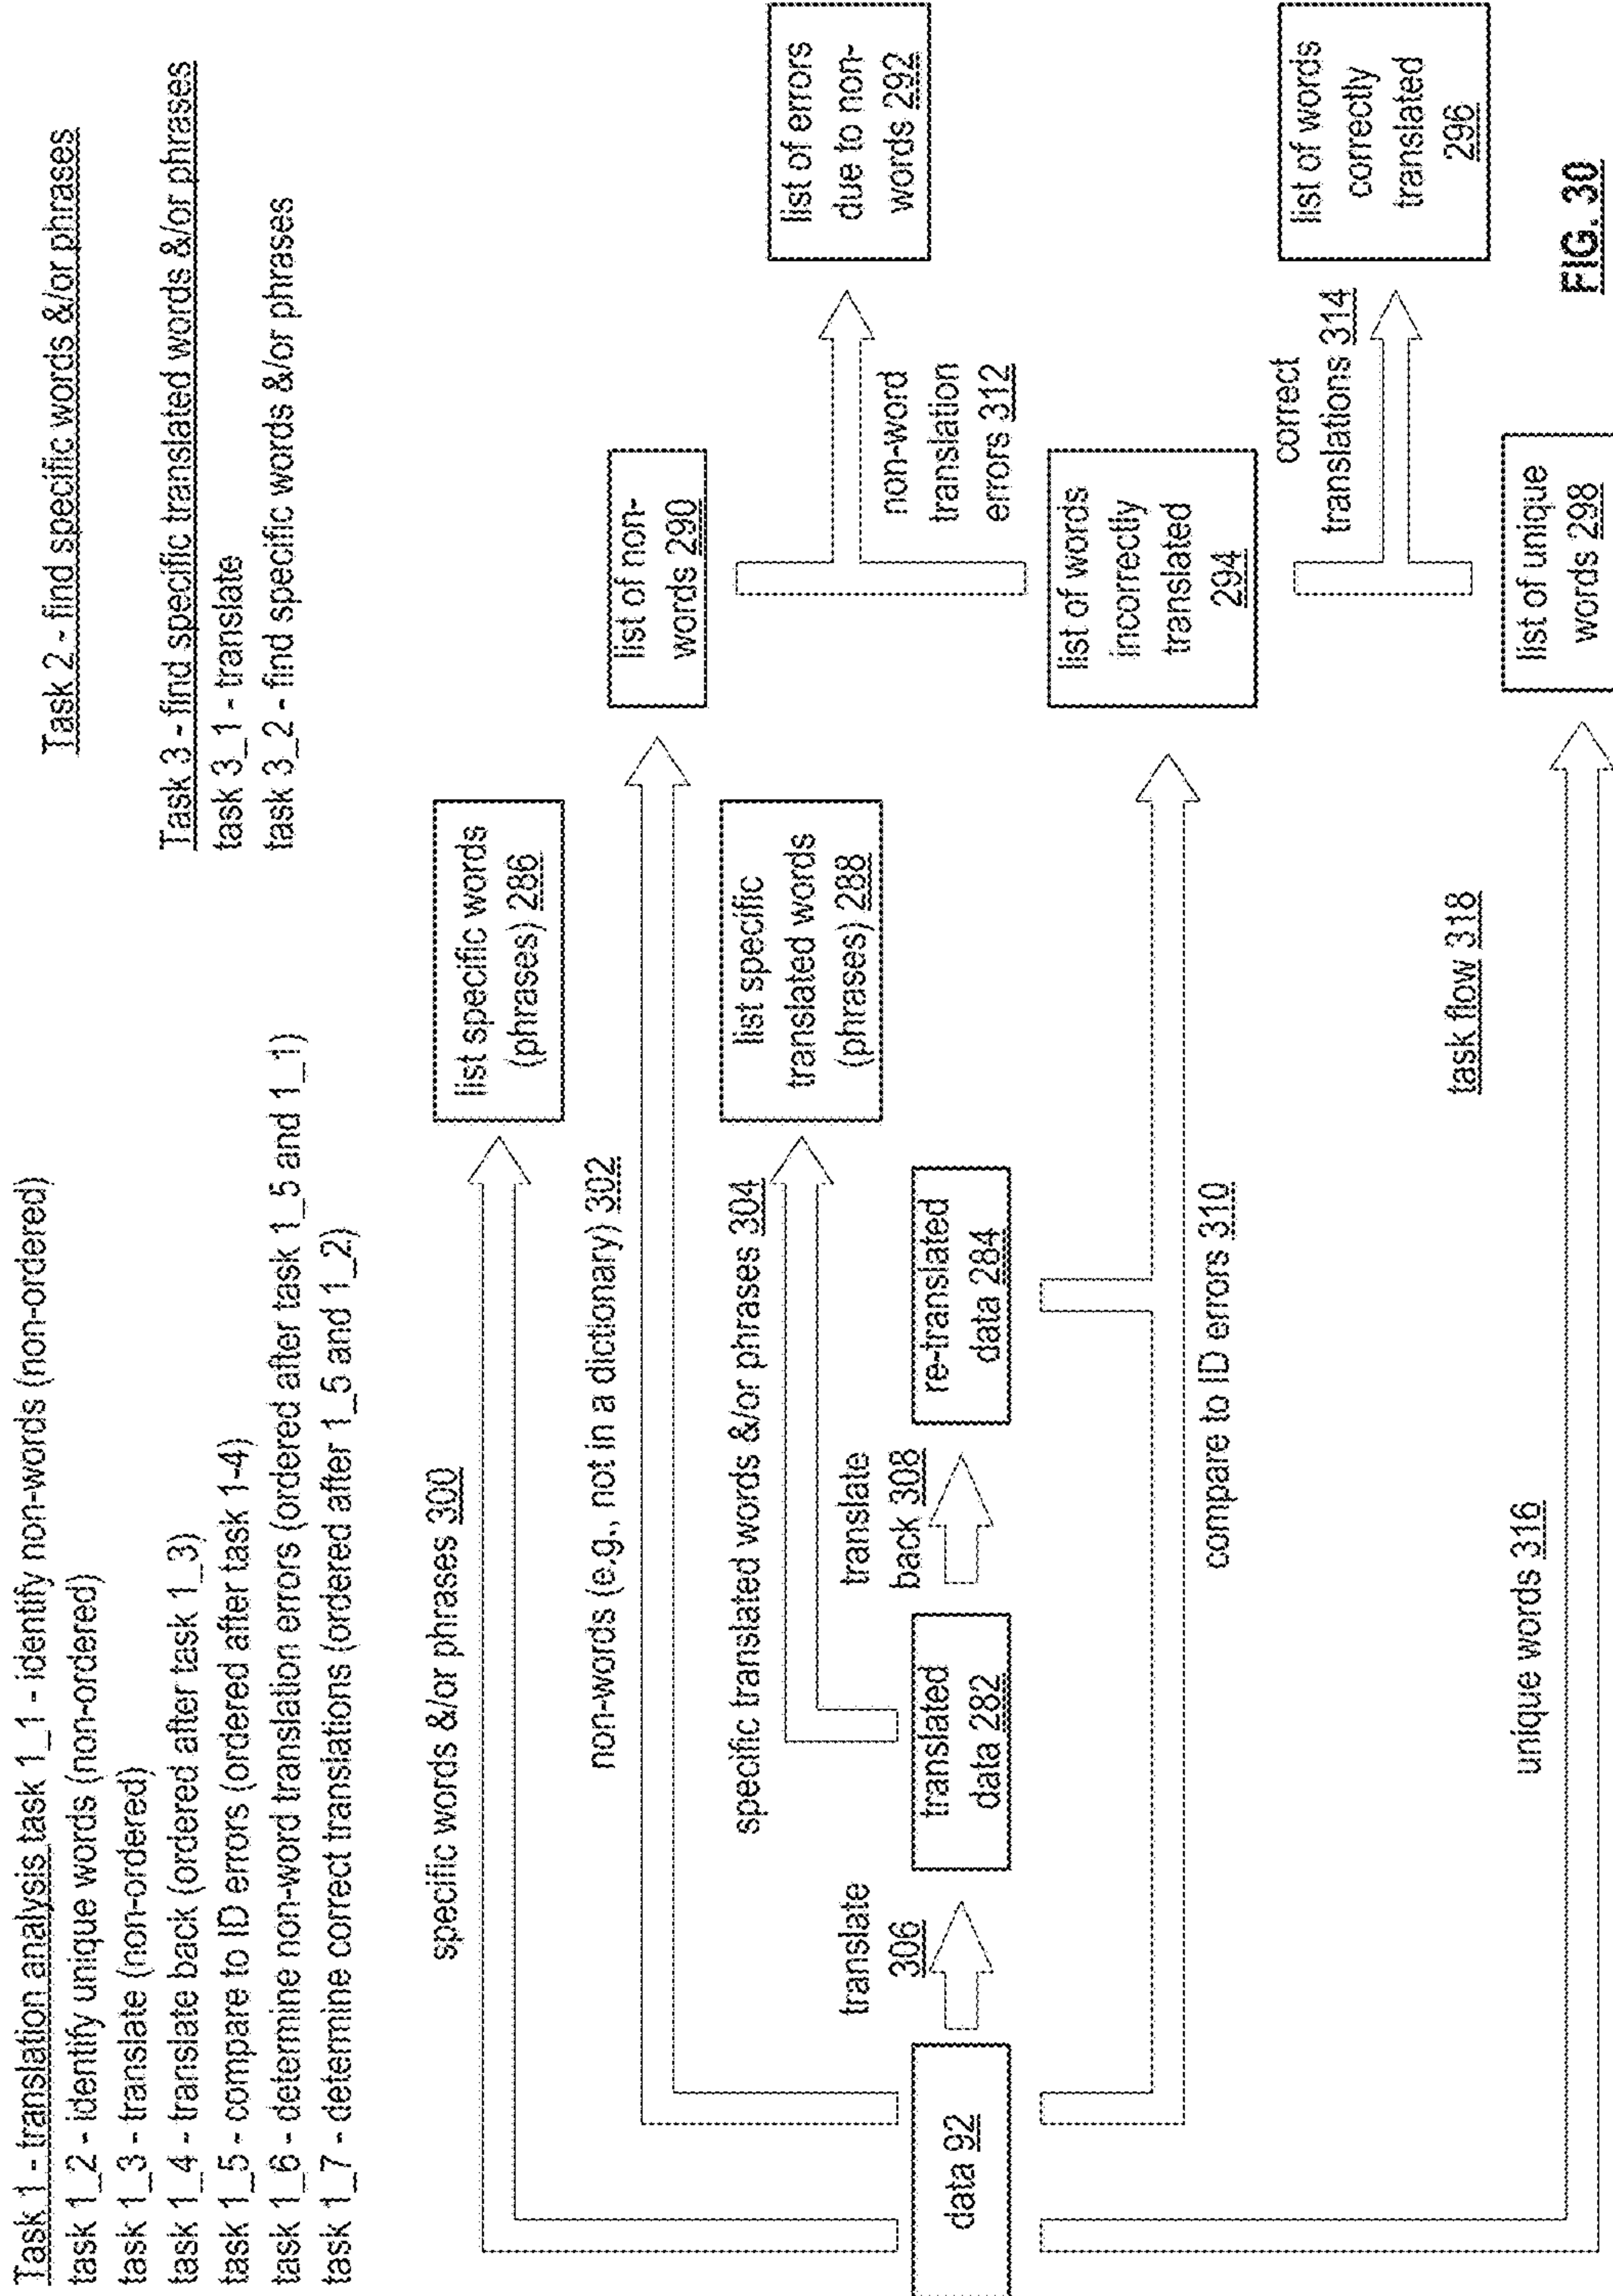 Task 1 - translation analysis task 1_1 - identify non-words (non-ordered)
task 1_2 - identify unique words (non-ordered)
task 1_3 - translate (non-ordered)
task 1_4 - translate back (ordered after task 1_3)
task 1_5 - compare to ID errors (ordered after task 1-4)
task 1_6 - determine non-word translation errors (ordered after task 1_5 and 1_1)
task 1_7 - determine correct translations (ordered after 1_5 and 1_2)
Task 2 - find specific words &/or phrases
Task 3 - find specific translated words &/or phrases
task 3_1 - translate
task 3_2 - find specific words &/or phrases
specific words &/or phrases 300
list specific words
(phrases) 286
non-words (e.g., not in a dictionary) 302
list of non-
words 290
specific translated words &/or phrases 304
list specific
translated words
(phrases) 288
list of errors
due to non-
words 292
non-word
translation
errors 312
data 92
translate
306
translated
data 282
translate
back 308
re-translated
data 284
compare to ID errors 310
list of words
incorrectly
translated
294
correct
translations 314
list of words
correctly
translated
296
task flow 318
unique words 316
list of unique
words 298
FIG. 30